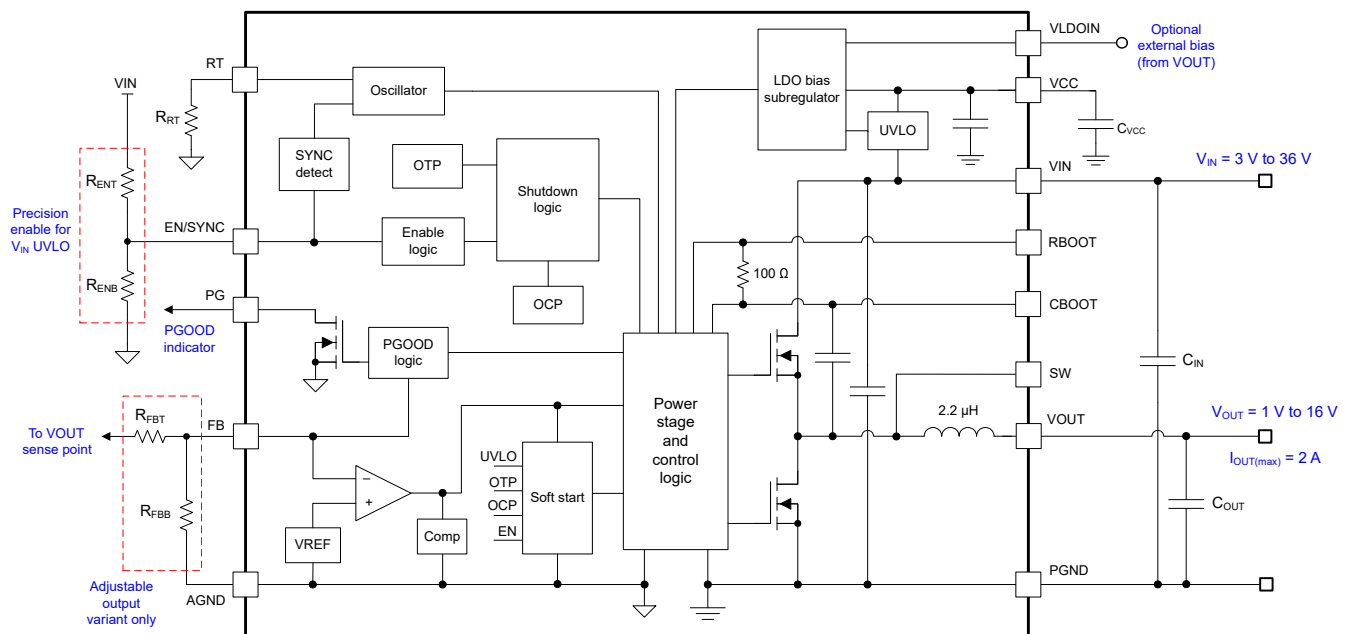 VLDOIN
Optional
external bias
(from VOUT)
RT
VIN
Oscillator
LDO bias
subregulator
VCC
RRT
UVLO
CVCC
SYNC
detect
OTP
Shutdown
logic
VIN
VIN = 3 V to 36 V
RENT
Precision
enable for
VIN UVLO
EN/SYNC
Enable
logic
RBOOT
100 Ω
RENB
OCP
CBOOT
PG
PGOOD
indicator
PGOOD
logic
CIN
SW
Power
stage
and
control
logic
2.2 μH
VOUT
VOUT = 1 V to 16 V
IOUT(max) = 2 A
RFBT
FB
To VOUT
sense point
UVLO
OTP
OCP
EN
Soft start
RFBB
−
+
VREF
Comp
COUT
Adjustable
output
variant only
AGND
PGND